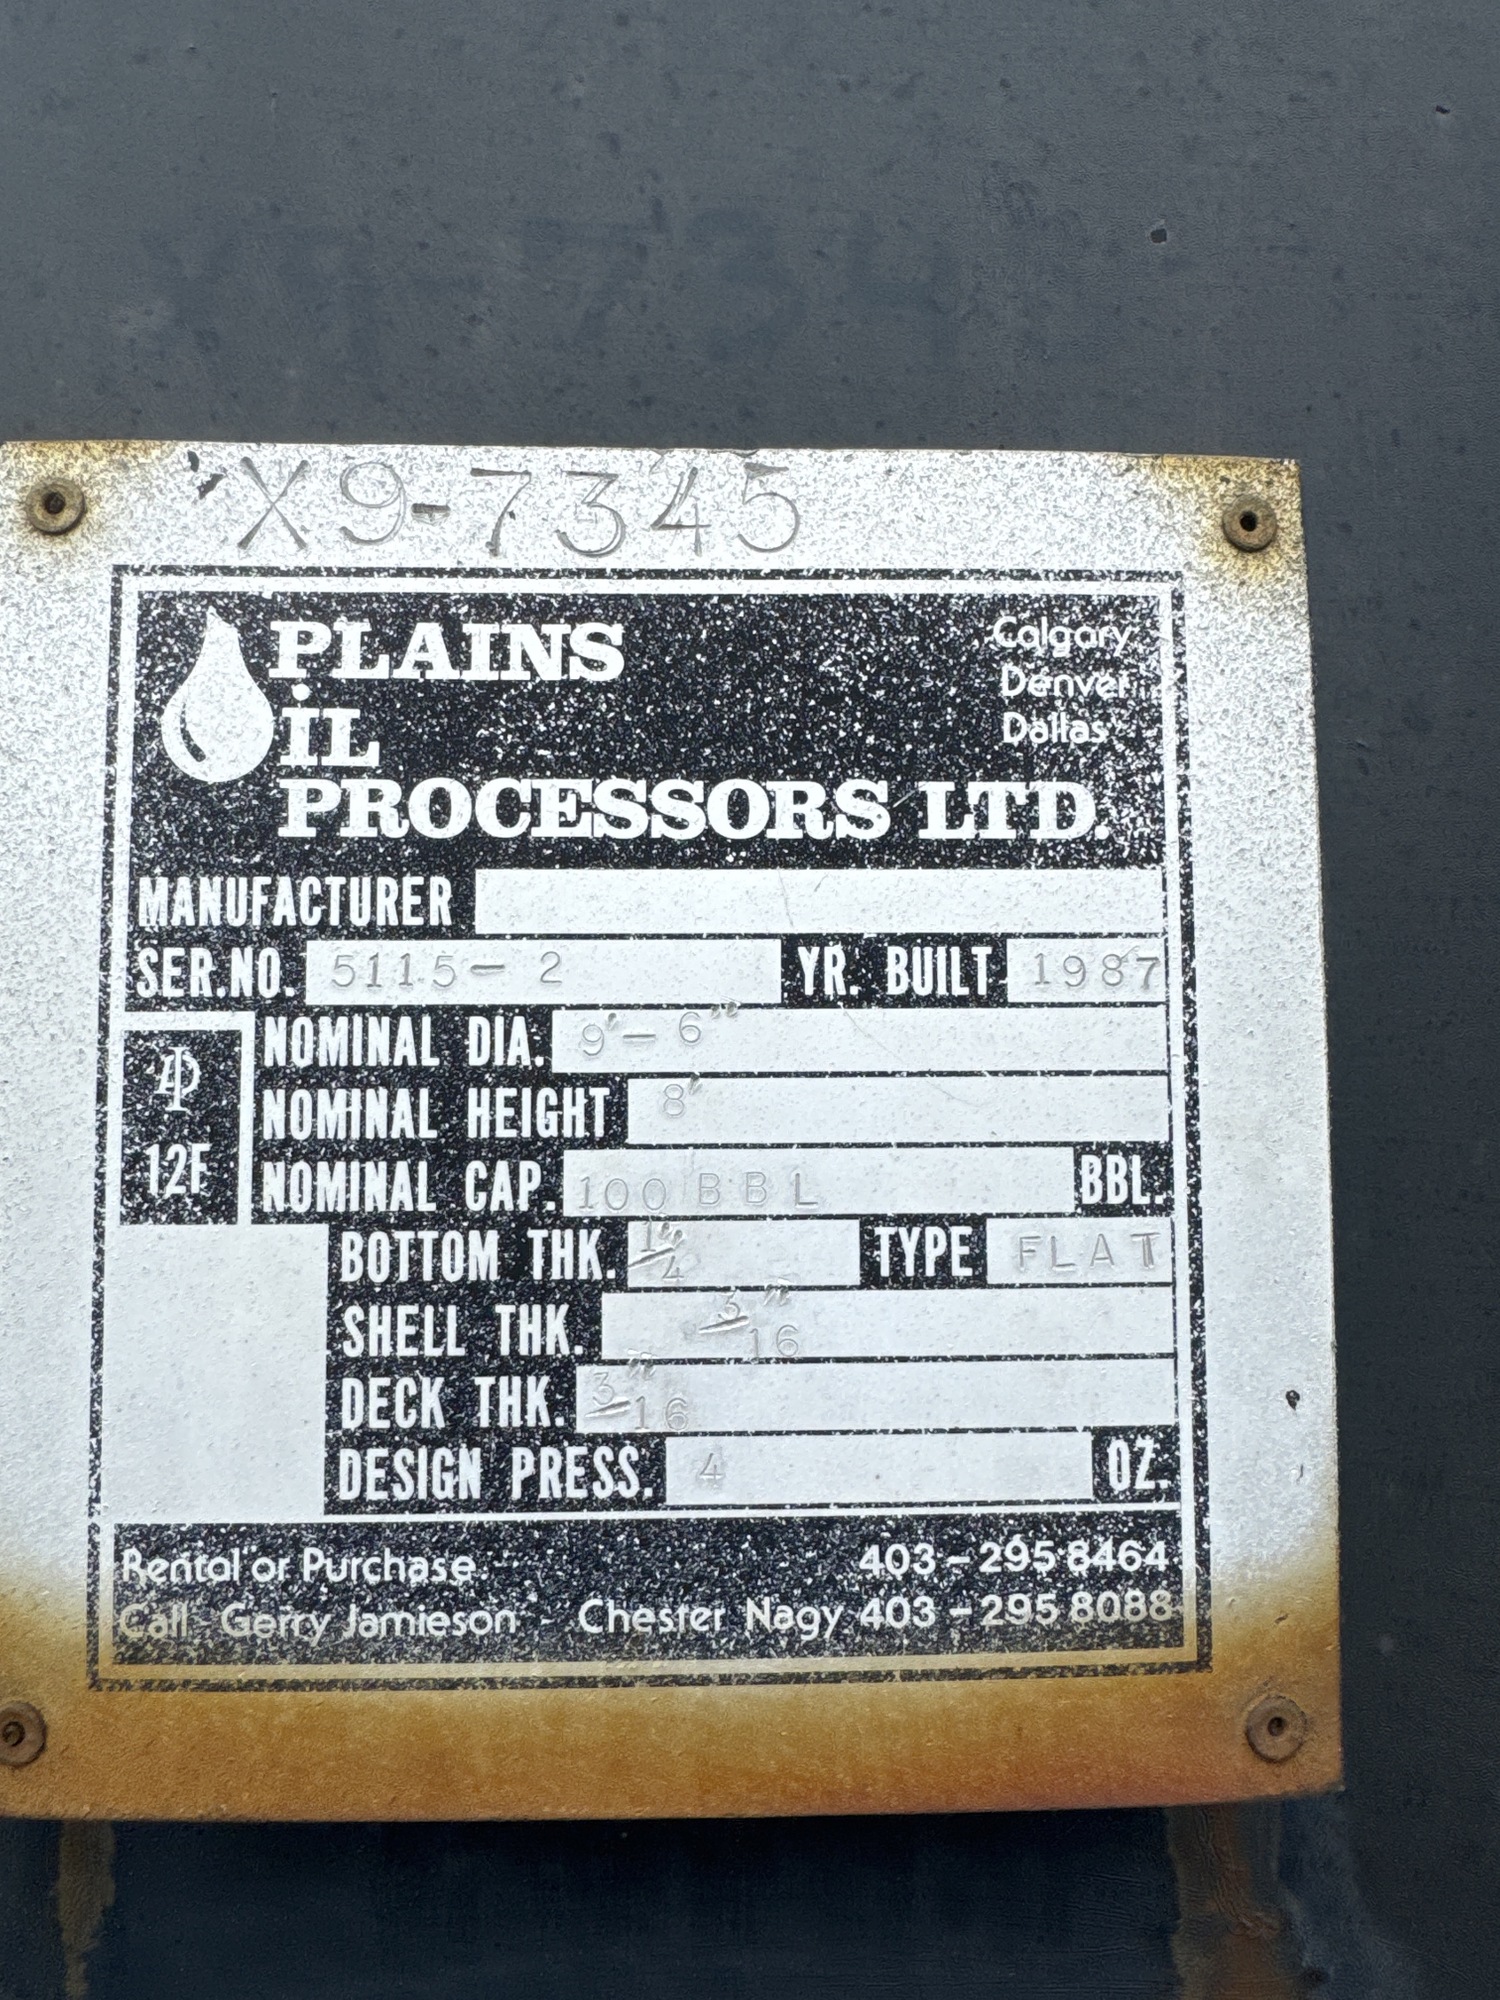 X9-7345
PLAINS
Calgary
OIL
Denver
Dallas
PROCESSORS LTD.
MANUFACTURER
SER.NO. 5115-2 YR. BUILT 1987
API
12F
NOMINAL DIA. 9'-6"
NOMINAL HEIGHT 8'
NOMINAL CAP. 100 BBL BBL.
BOTTOM THK. 1/4" TYPE FLAT
SHELL THK. 3/16"
DECK THK. 3/16"
DESIGN PRESS. 4 OZ.
Rental or Purchase 403-295 8464
Call Gerry Jamieson - Chester Nagy 403-295 8088